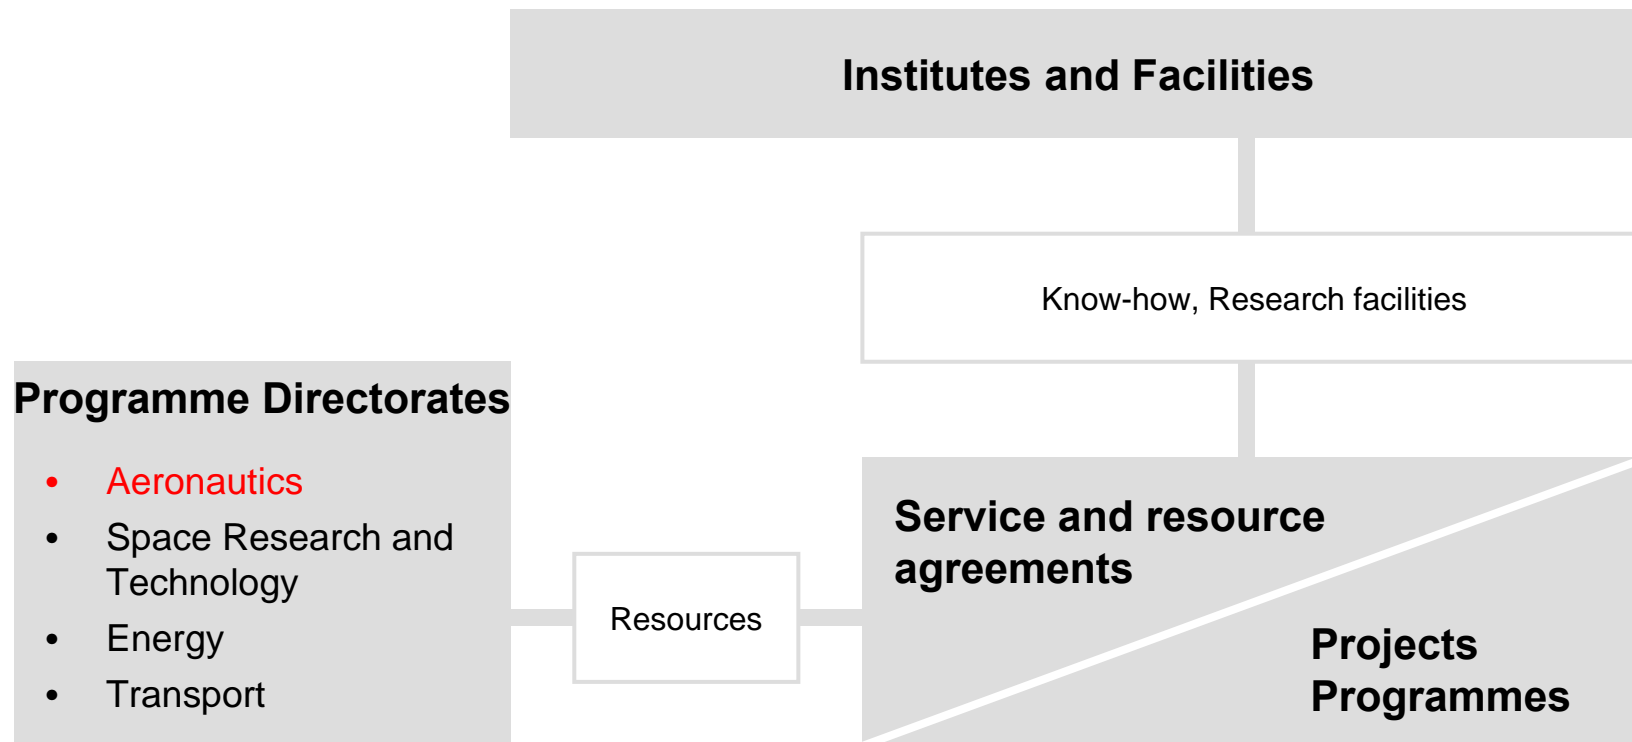 Institutes and Facilities
Know-how, Research facilities
Programme Directorates
• Aeronautics
• Space Research and
Technology
• Energy
• Transport
Resources
Service and resource
agreements
Projects
Programmes